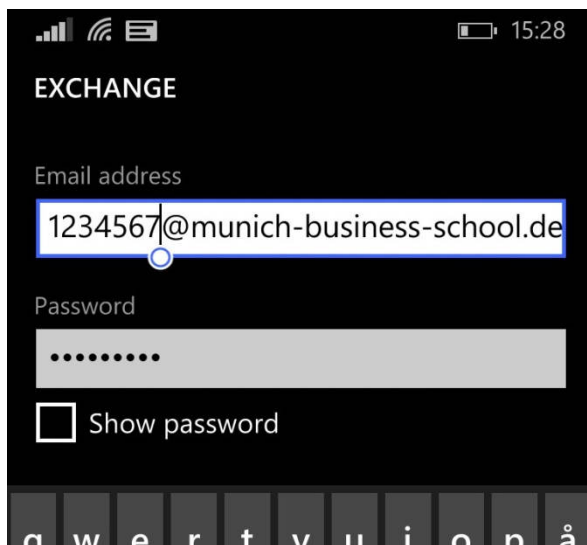 15:28
EXCHANGE
Email address
1234567@munich-business-school.de
Password
•••••••••
Show password
q w e r t y u i o p å